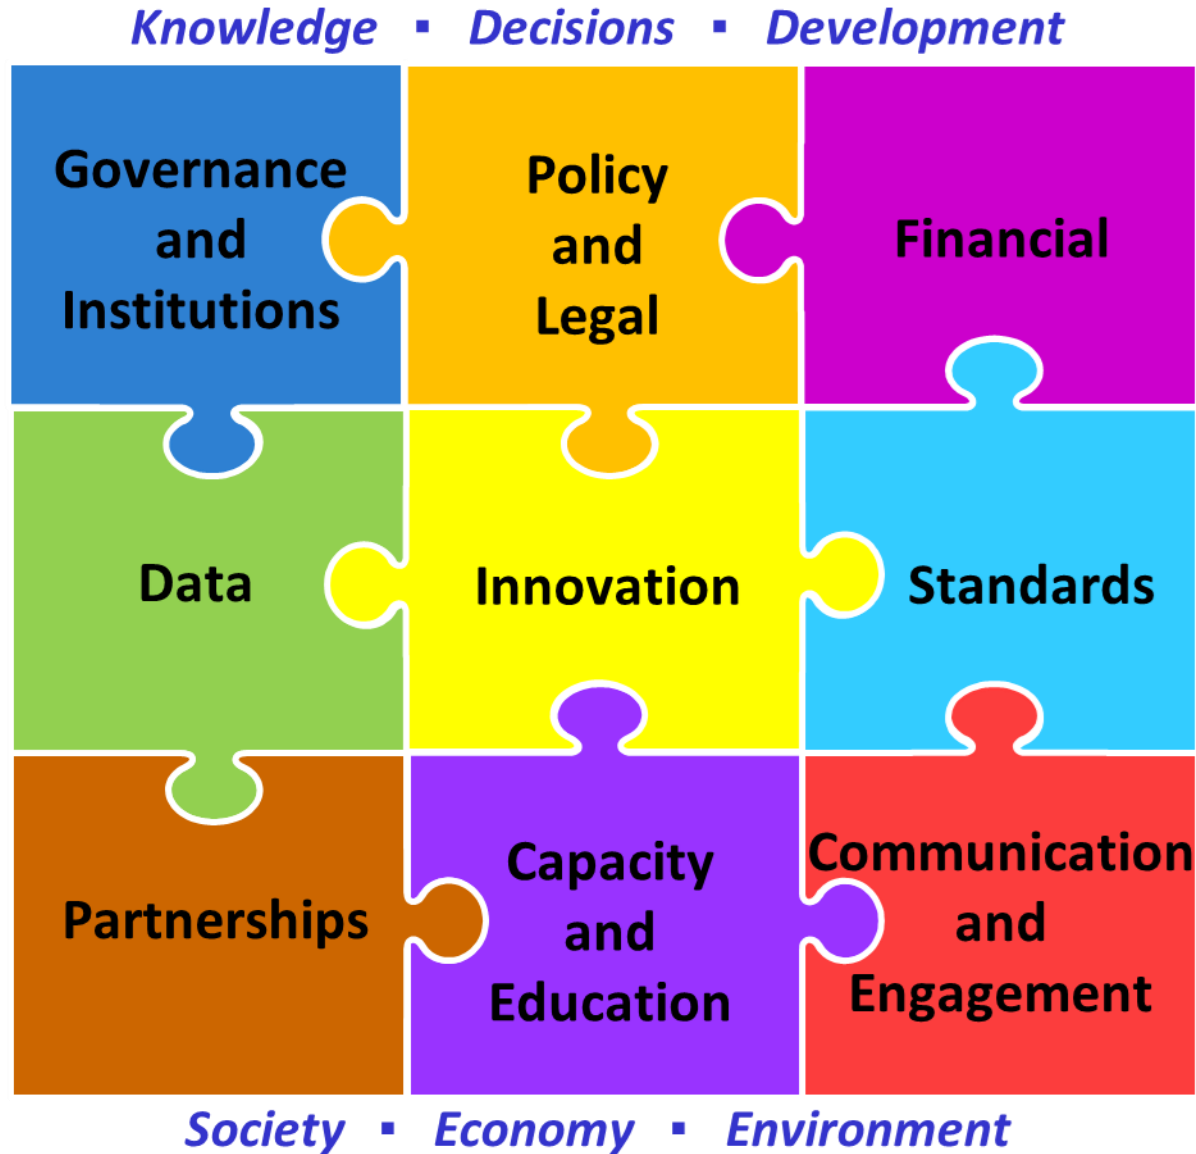 Knowledge ▪ Decisions ▪ Development
Governance
and
Institutions
Policy
and
Legal
Financial
Data
Innovation
Standards
Partnerships
Capacity
and
Education
Communication
and
Engagement
Society ▪ Economy ▪ Environment